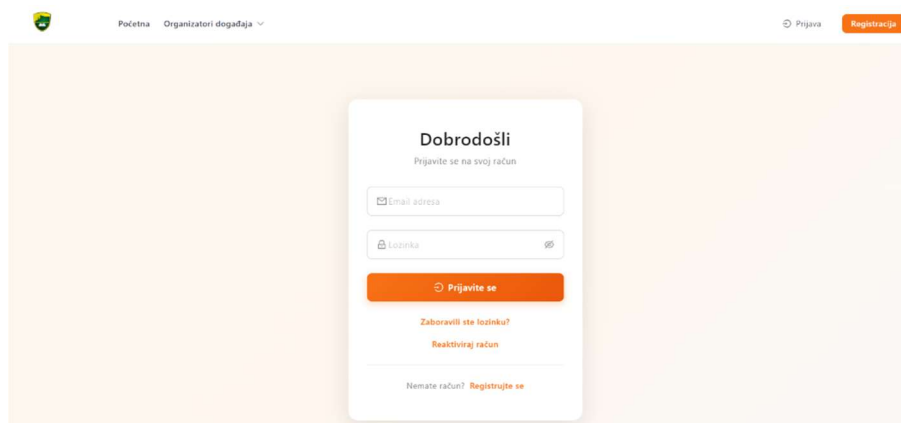 Početna Organizatori događaja Prijava Registracija
Dobrodošli
Prijavite se na svoj račun
Email adresa
Lozinka
Prijavite se
Zaboravili ste lozinku?
Reaktiviraj račun
Nemate račun? Registrujte se